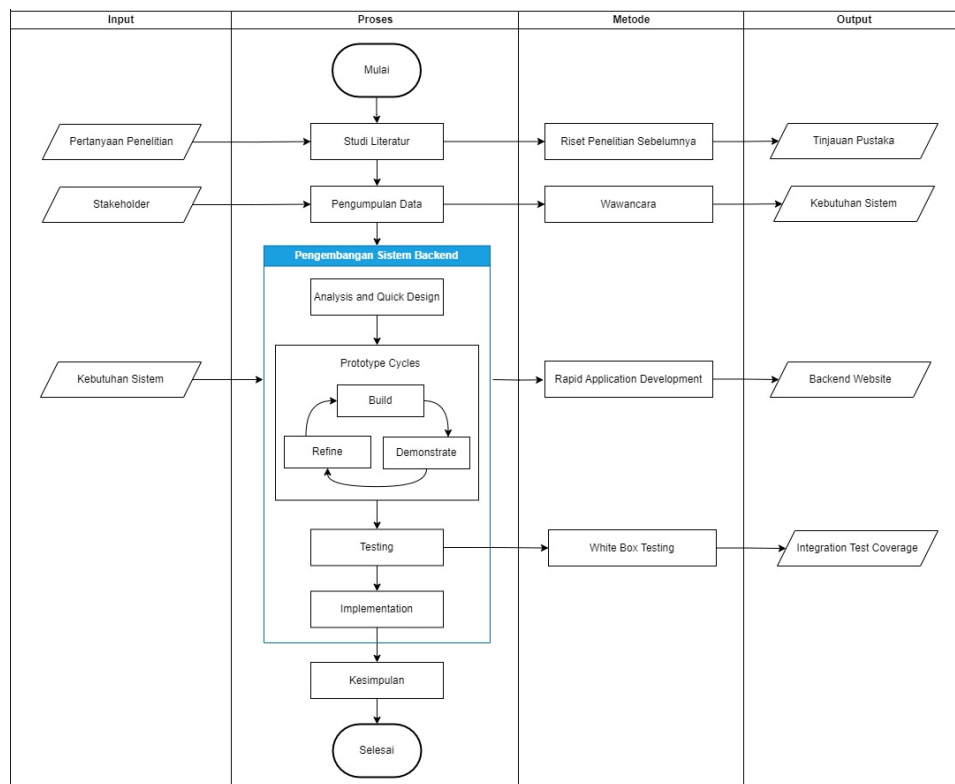 Input
Proses
Metode
Output
Mulai
Pertanyaan Penelitian
Studi Literatur
Riset Penelitian Sebelumnya
Tinjauan Pustaka
Stakeholder
Pengumpulan Data
Wawancara
Kebutuhan Sistem
Pengembangan Sistem Backend
Analysis and Quick Design
Prototype Cycles
Kebutuhan Sistem
Rapid Application Development
Backend Website
Build
Refine
Demonstrate
Testing
White Box Testing
Integration Test Coverage
Implementation
Kesimpulan
Selesai